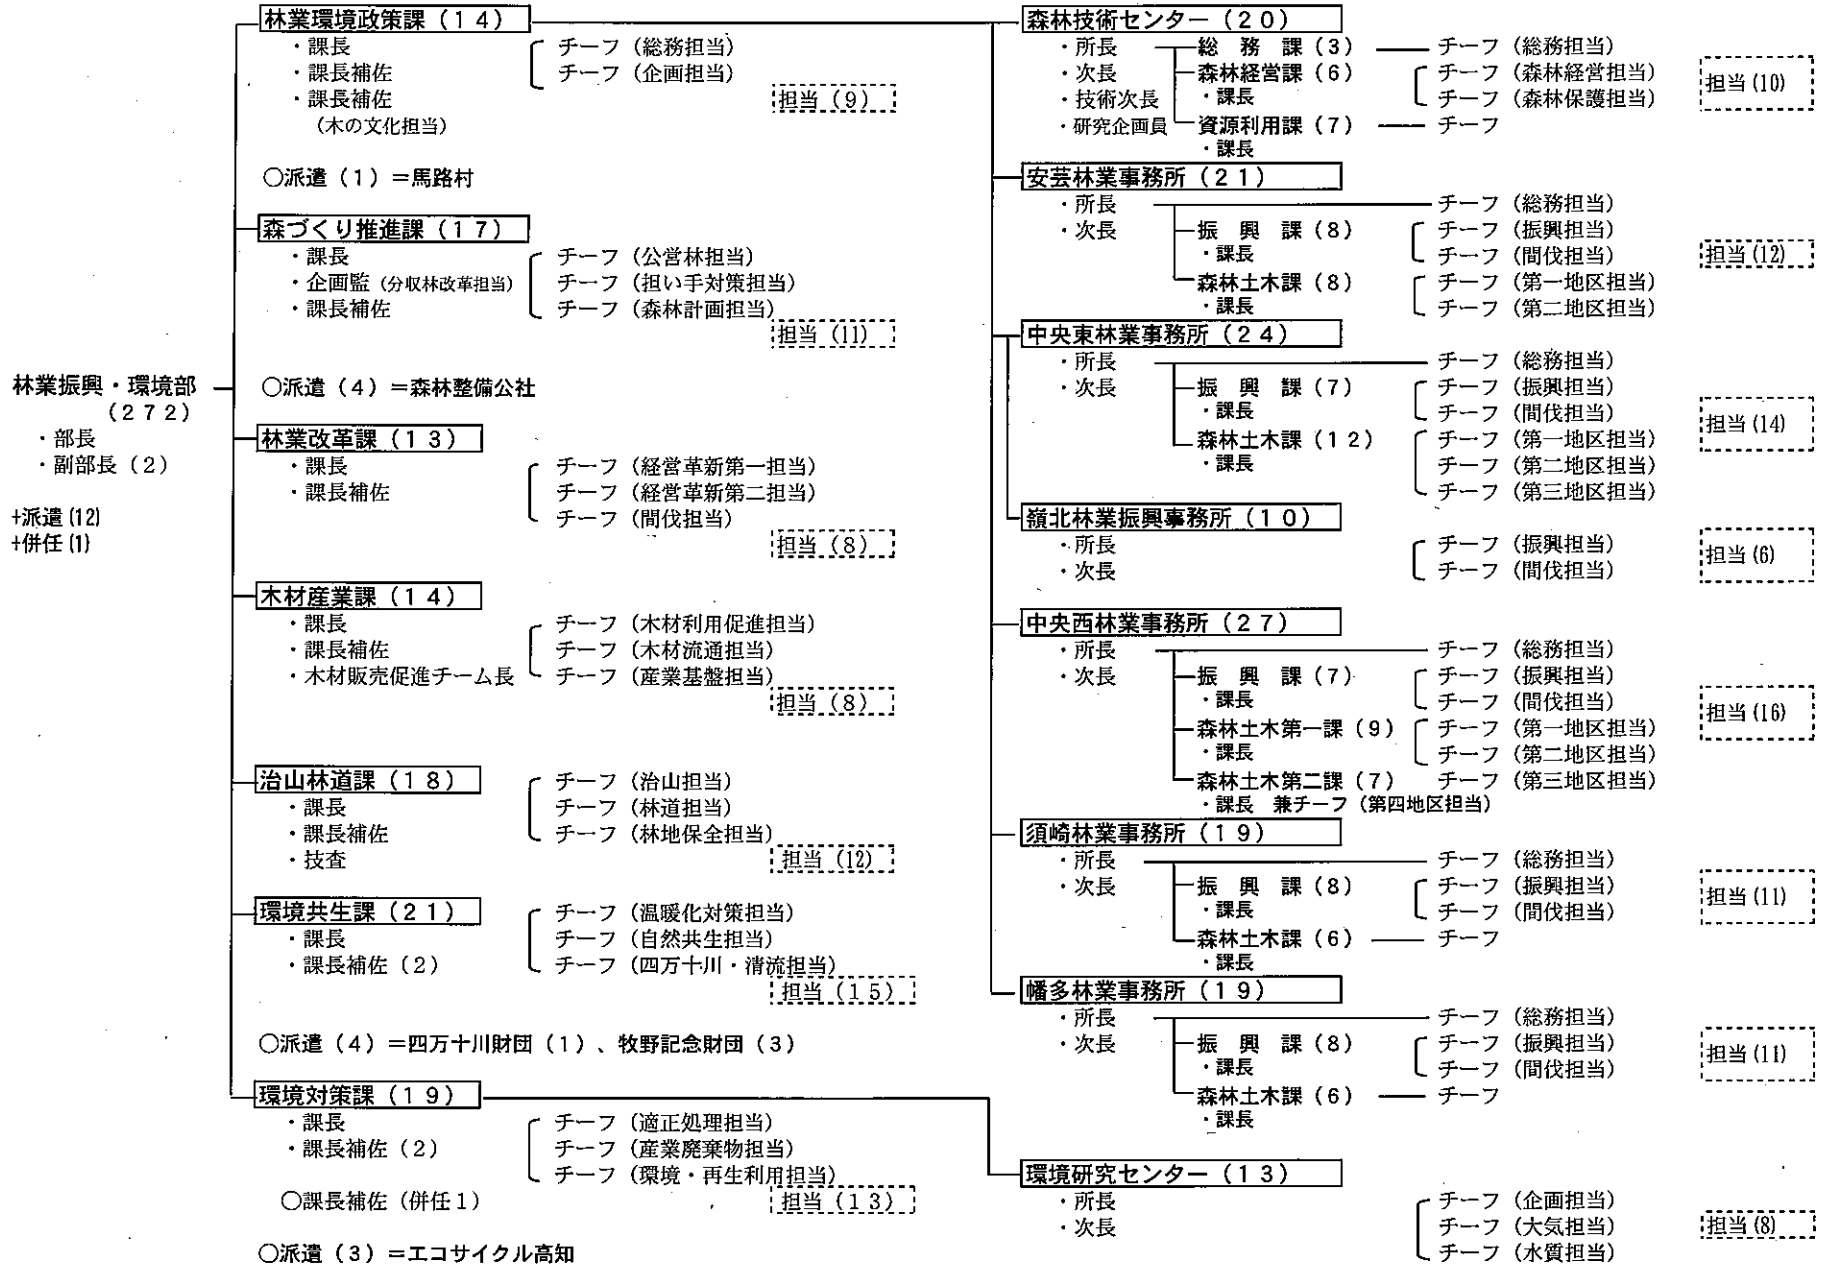 林業振興・環境部
(272)
・部長
・副部長(2)
+派遣(12)
+併任(1)
林業環境政策課(14)
・課長 チーフ(総務担当)
・課長補佐 チーフ(企画担当)
・課長補佐 担当(9)
(木の文化担当)
○派遣(1)=馬路村
森づくり推進課(17)
・課長 チーフ(公営林担当)
・企画監(分収林改革担当) チーフ(担い手対策担当)
・課長補佐 チーフ(森林計画担当)
担当(11)
○派遣(4)=森林整備公社
林業改革課(13)
・課長 チーフ(経営革新第一担当)
・課長補佐 チーフ(経営革新第二担当)
チーフ(間伐担当)
担当(8)
木材産業課(14)
・課長 チーフ(木材利用促進担当)
・課長補佐 チーフ(木材流通担当)
・木材販売促進チーム長 チーフ(産業基盤担当)
担当(8)
治山林道課(18) チーフ(治山担当)
・課長 チーフ(林道担当)
・課長補佐 チーフ(林地保全担当)
・技査 担当(12)
環境共生課(21) チーフ(温暖化対策担当)
・課長 チーフ(自然共生担当)
・課長補佐(2) チーフ(四万十川・清流担当)
担当(15)
○派遣(4)=四万十川財団(1)、牧野記念財団(3)
環境対策課(19)
・課長 チーフ(適正処理担当)
・課長補佐(2) チーフ(産業廃棄物担当)
チーフ(環境・再生利用担当)
○課長補佐(併任1) 担当(13)
○派遣(3)=エコサイクル高知
森林技術センター(20)
・所長 総務課(3) チーフ(総務担当)
・次長 森林経営課(6) チーフ(森林経営担当) 担当(10)
・技術次長 ・課長 チーフ(森林保護担当)
・研究企画員 資源利用課(7) チーフ
・課長
安芸林業事務所(21)
・所長 チーフ(総務担当)
・次長 振興課(8) チーフ(振興担当)
・課長 チーフ(間伐担当) 担当(12)
森林土木課(8) チーフ(第一地区担当)
・課長 チーフ(第二地区担当)
中央東林業事務所(24)
・所長 チーフ(総務担当)
・次長 振興課(7) チーフ(振興担当)
・課長 チーフ(間伐担当) 担当(14)
森林土木課(12) チーフ(第一地区担当)
・課長 チーフ(第二地区担当)
チーフ(第三地区担当)
嶺北林業振興事務所(10)
・所長 チーフ(振興担当) 担当(6)
・次長 チーフ(間伐担当)
中央西林業事務所(27)
・所長 チーフ(総務担当)
・次長 振興課(7) チーフ(振興担当)
・課長 チーフ(間伐担当) 担当(16)
森林土木第一課(9) チーフ(第一地区担当)
・課長 チーフ(第二地区担当)
森林土木第二課(7) チーフ(第三地区担当)
・課長 兼チーフ(第四地区担当)
須崎林業事務所(19)
・所長 チーフ(総務担当)
・次長 振興課(8) チーフ(振興担当) 担当(11)
・課長 チーフ(間伐担当)
森林土木課(6) チーフ
・課長
幡多林業事務所(19)
・所長 チーフ(総務担当)
・次長 振興課(8) チーフ(振興担当) 担当(11)
・課長 チーフ(間伐担当)
森林土木課(6) チーフ
・課長
環境研究センター(13)
・所長 チーフ(企画担当)
・次長 チーフ(大気担当) 担当(8)
チーフ(水質担当)